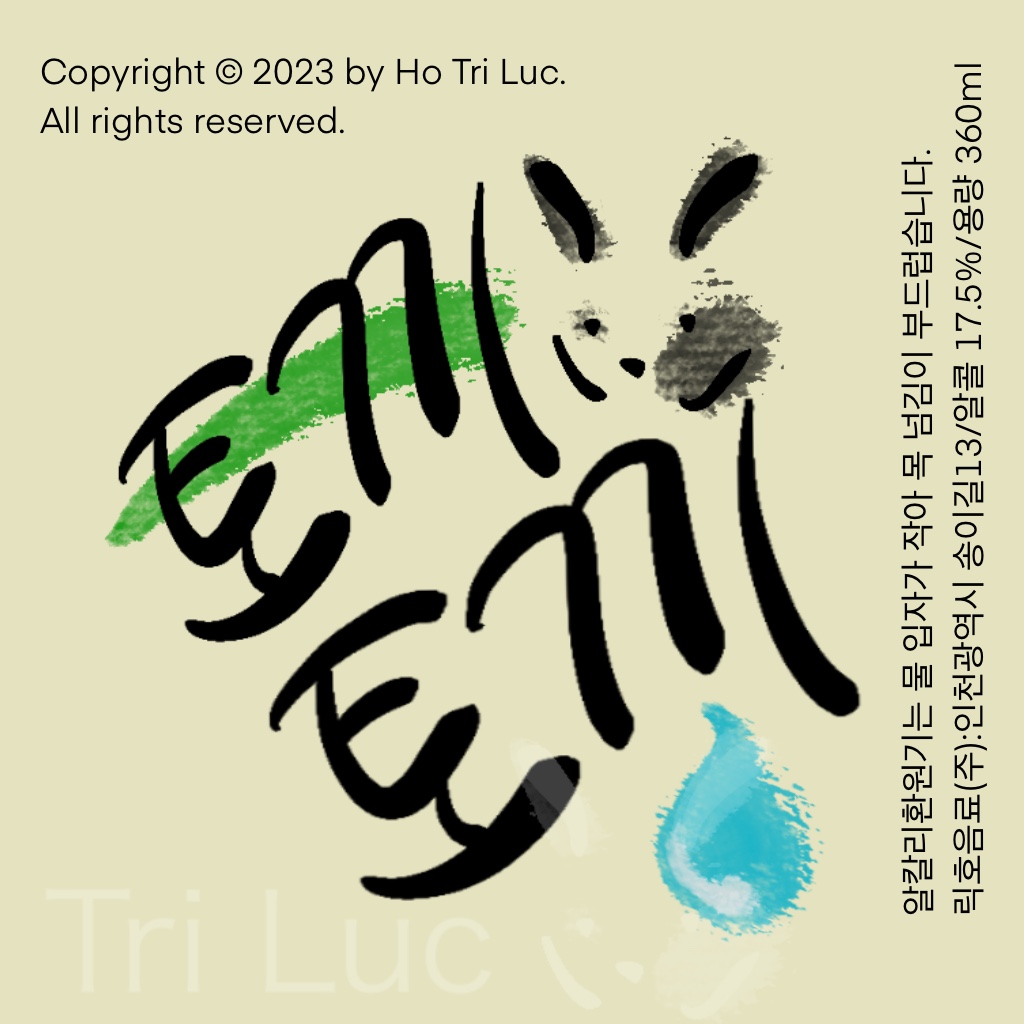 Copyright © 2023 by Ho Tri Luc.
All rights reserved.
토끼
토끼
알칼리환원기는 물 입자가 작아 목 넘김이 부드럽습니다.
릭호음료(주):인천광역시 송이길13/알콜 17.5%/용량 360ml
Tri Luc